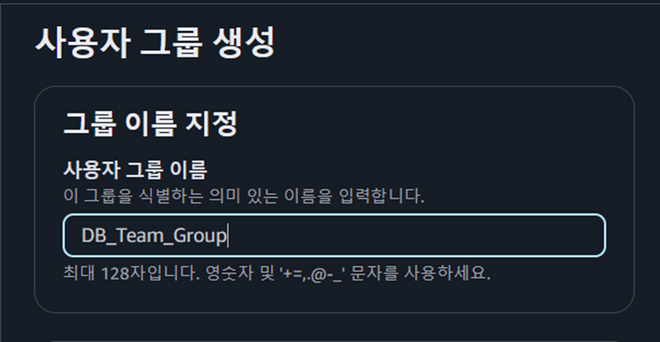 사용자 그룹 생성
그룹 이름 지정
사용자 그룹 이름
이 그룹을 식별하는 의미 있는 이름을 입력합니다.
DB_Team_Group
최대 128자입니다. 영숫자 및 '+=,.@-_' 문자를 사용하세요.